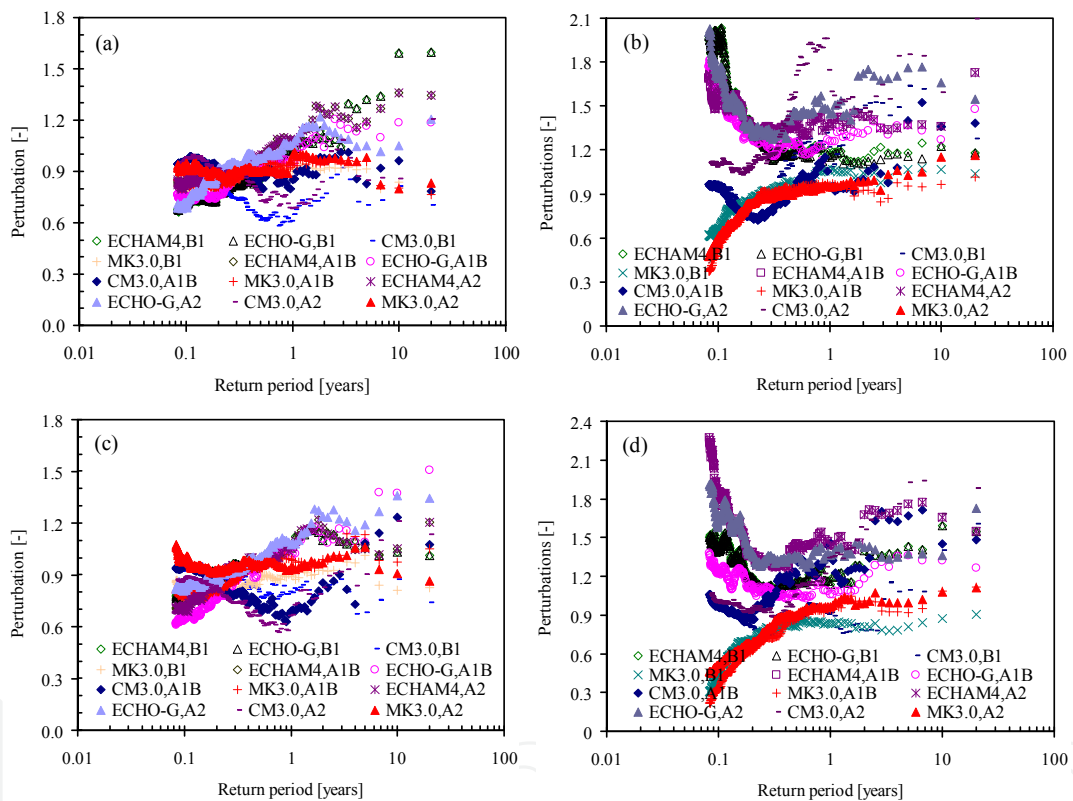 (a)
Perturbation [-]
1.8
1.5
1.2
0.9
0.6
0.3
0.0
ECHAM4,B1 ECHO-G,B1 CM3.0,B1
MK3.0,B1 ECHAM4,A1B ECHO-G,A1B
CM3.0,A1B MK3.0,A1B ECHAM4,A2
ECHO-G,A2 CM3.0,A2 MK3.0,A2
0.01 0.1 1 10 100
Return period [years]
(b)
Perturbations [-]
2.1
1.8
1.5
1.2
0.9
0.6
0.3
0.0
ECHAM4,B1 ECHO-G,B1 CM3.0,B1
MK3.0,B1 ECHAM4,A1B ECHO-G,A1B
CM3.0,A1B MK3.0,A1B ECHAM4,A2
ECHO-G,A2 CM3.0,A2 MK3.0,A2
0.01 0.1 1 10 100
Return period [years]
(c)
Perturbation [-]
1.8
1.5
1.2
0.9
0.6
0.3
0.0
ECHAM4,B1 ECHO-G,B1 CM3.0,B1
MK3.0,B1 ECHAM4,A1B ECHO-G,A1B
CM3.0,A1B MK3.0,A1B ECHAM4,A2
ECHO-G,A2 CM3.0,A2 MK3.0,A2
0.01 0.1 1 10 100
Return period [years]
(d)
Perturbations [-]
2.4
2.1
1.8
1.5
1.2
0.9
0.6
0.3
0.0
ECHAM4,B1 ECHO-G,B1 CM3.0,B1
MK3.0,B1 ECHAM4,A1B ECHO-G,A1B
CM3.0,A1B MK3.0,A1B ECHAM4,A2
ECHO-G,A2 CM3.0,A2 MK3.0,A2
0.01 0.1 1 10 100
Return period [years]